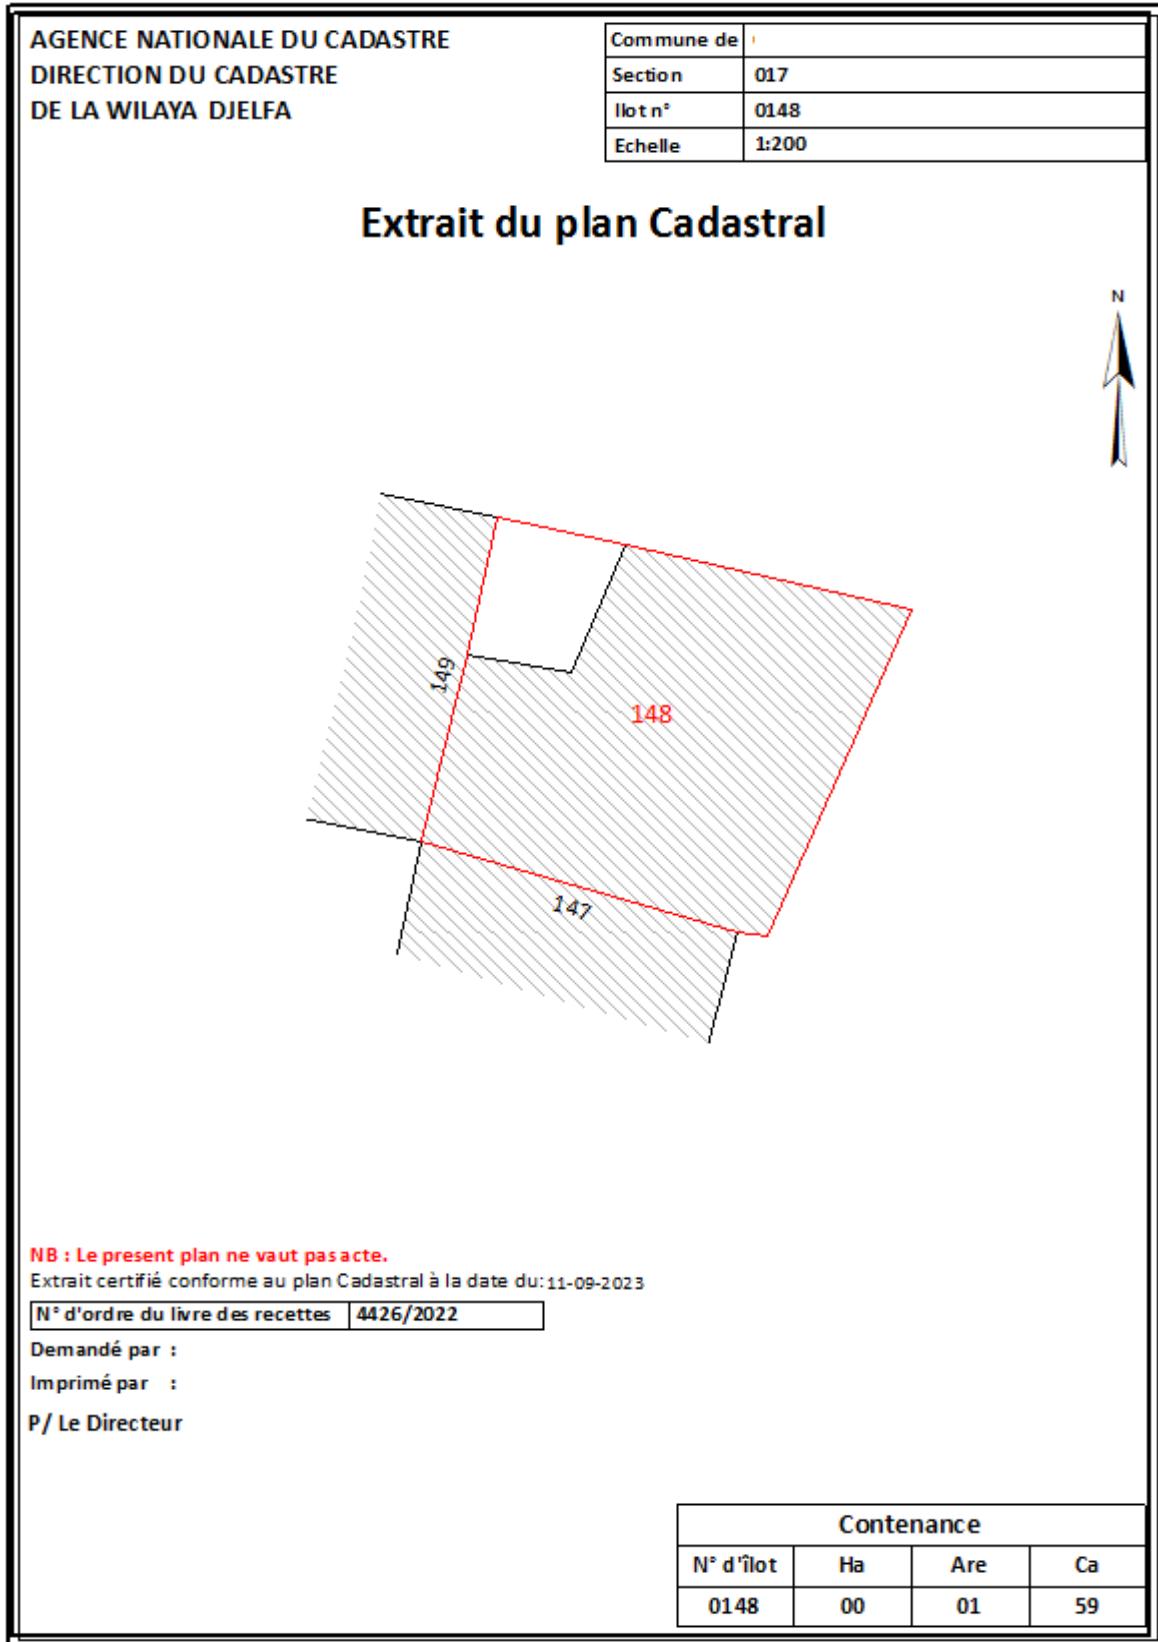 AGENCE NATIONALE DU CADASTRE
DIRECTION DU CADASTRE
DE LA WILAYA DJELFA
Commune de
Section 017
Ilot n° 0148
Echelle 1:200
Extrait du plan Cadastral
N
149
148
147
NB : Le present plan ne vaut pas acte.
Extrait certifié conforme au plan Cadastral à la date du: 11-09-2023
N° d'ordre du livre des recettes 4426/2022
Demandé par :
Imprimé par :
P/ Le Directeur
Contenance
N° d'îlot Ha Are Ca
0148 00 01 59